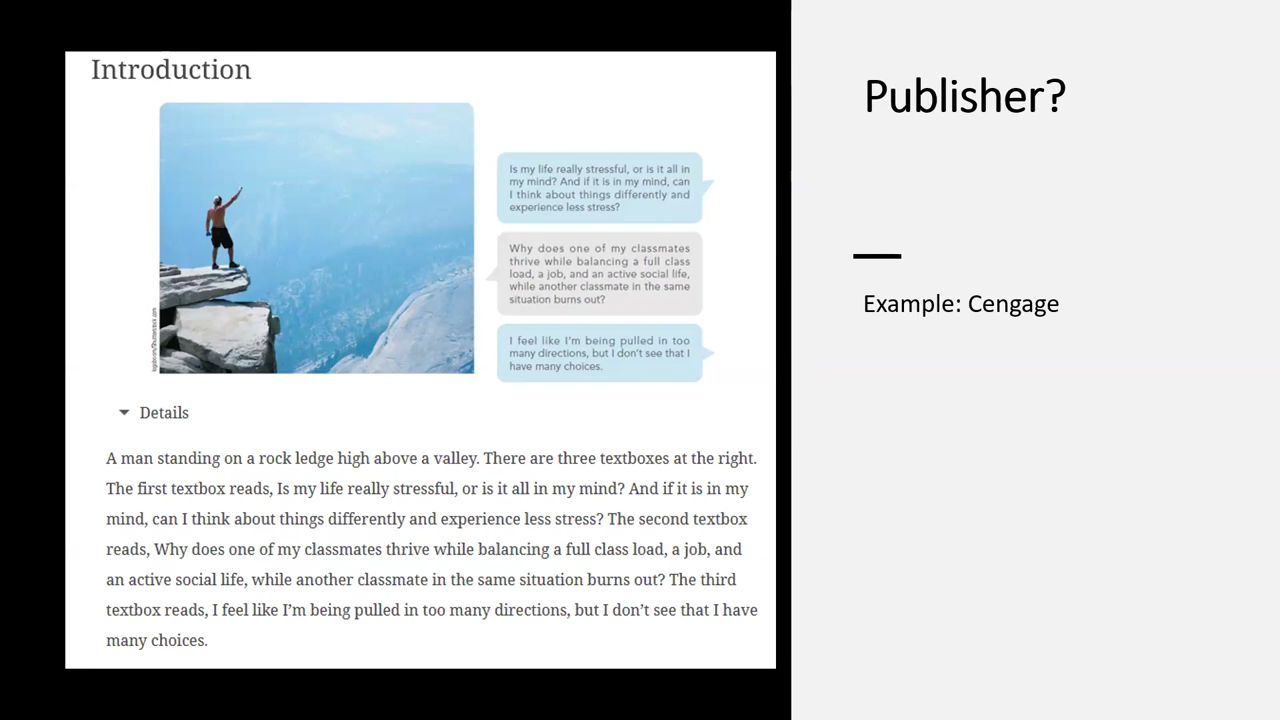 Introduction
Is my life really stressful, or is it all in
my mind? And if it is in my mind, can
I think about things differently and
experience less stress?
Why does one of my classmates
thrive while balancing a full class
load, a job, and an active social life,
while another classmate in the same
situation burns out?
I feel like I'm being pulled in too
many directions, but I don't see that I
have many choices.
Details
A man standing on a rock ledge high above a valley. There are three textboxes at the right.
The first textbox reads, Is my life really stressful, or is it all in my mind? And if it is in my
mind, can I think about things differently and experience less stress? The second textbox
reads, Why does one of my classmates thrive while balancing a full class load, a job, and
an active social life, while another classmate in the same situation burns out? The third
textbox reads, I feel like I’m being pulled in too many directions, but I don’t see that I have
many choices.
Publisher?
Example: Cengage